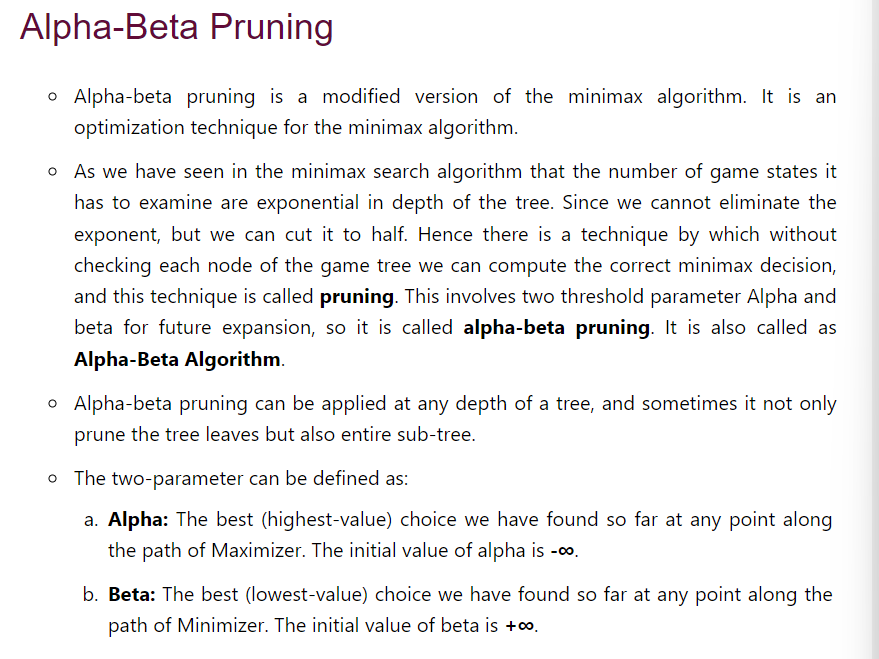 Alpha-Beta Pruning
Alpha-beta pruning is a modified version of the minimax algorithm. It is an
optimization technique for the minimax algorithm.
As we have seen in the minimax search algorithm that the number of game states it
has to examine are exponential in depth of the tree. Since we cannot eliminate the
exponent, but we can cut it to half. Hence there is a technique by which without
checking each node of the game tree we can compute the correct minimax decision,
and this technique is called pruning. This involves two threshold parameter Alpha and
beta for future expansion, so it is called alpha-beta pruning. It is also called as
Alpha-Beta Algorithm.
Alpha-beta pruning can be applied at any depth of a tree, and sometimes it not only
prune the tree leaves but also entire sub-tree.
The two-parameter can be defined as:
a. Alpha: The best (highest-value) choice we have found so far at any point along
the path of Maximizer. The initial value of alpha is -∞.
b. Beta: The best (lowest-value) choice we have found so far at any point along the
path of Minimizer. The initial value of beta is +∞.